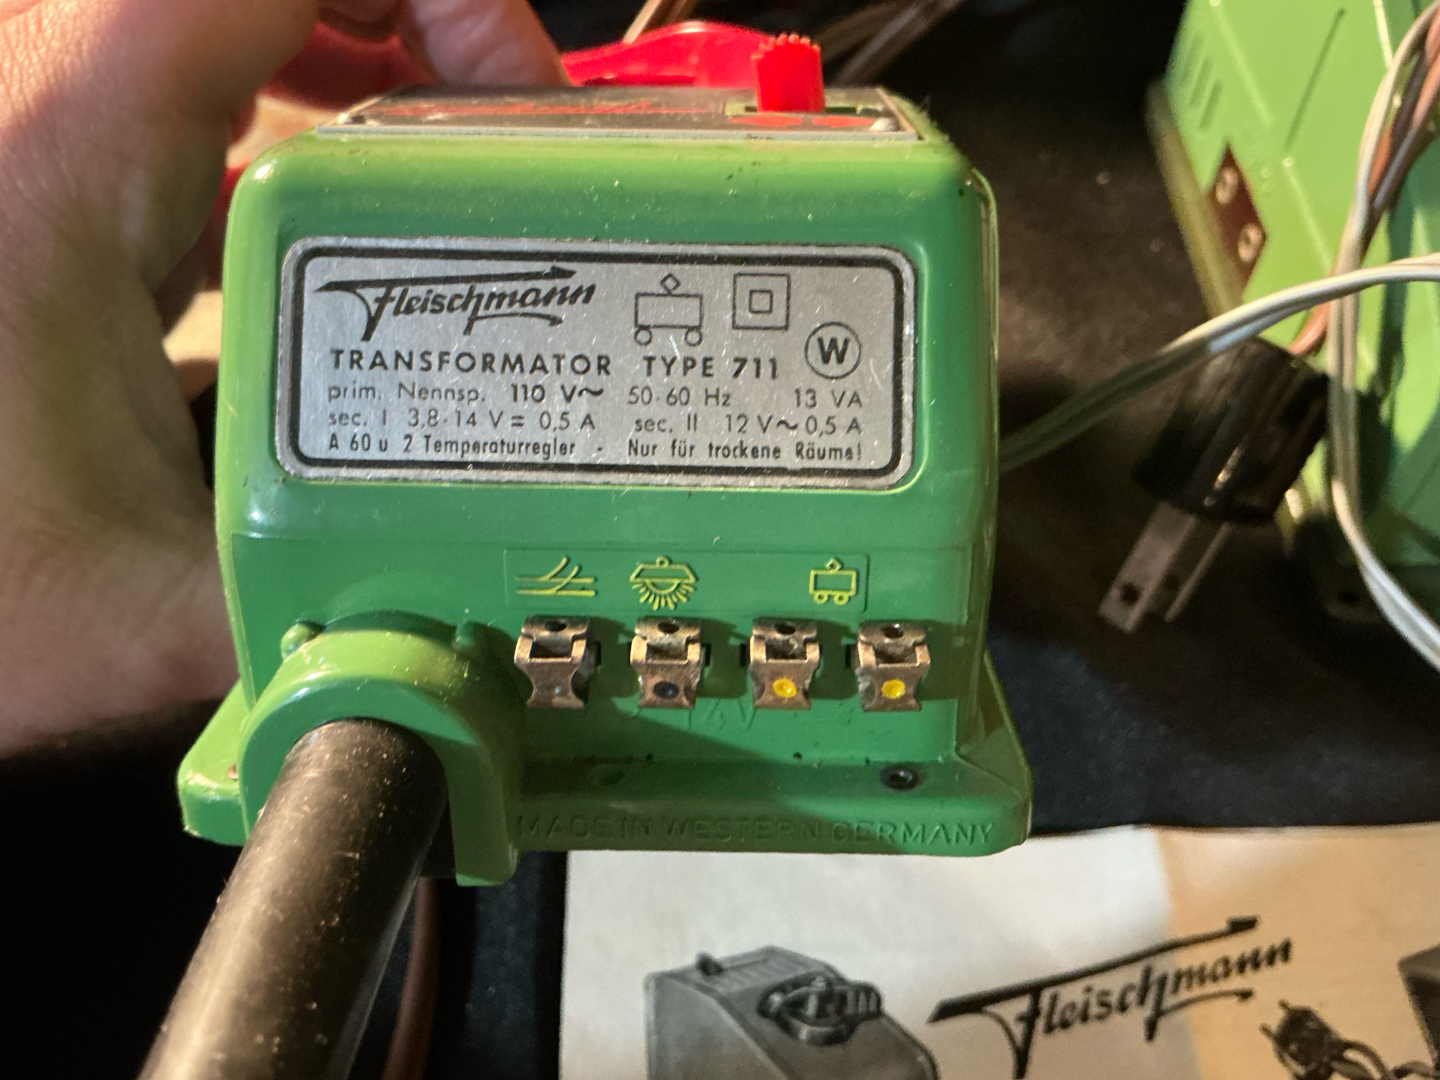 Fleischmann
W
TRANSFORMATOR TYPE 711
prim. Nennsp. 110 V~ 50-60 Hz 13 VA
sec. I 3,8-14 V= 0,5 A sec. II 12 V~ 0,5 A
A 60 u 2 Temperaturregler - Nur für trockene Räume!
14V
MADE IN WESTERN GERMANY
Fleischmann